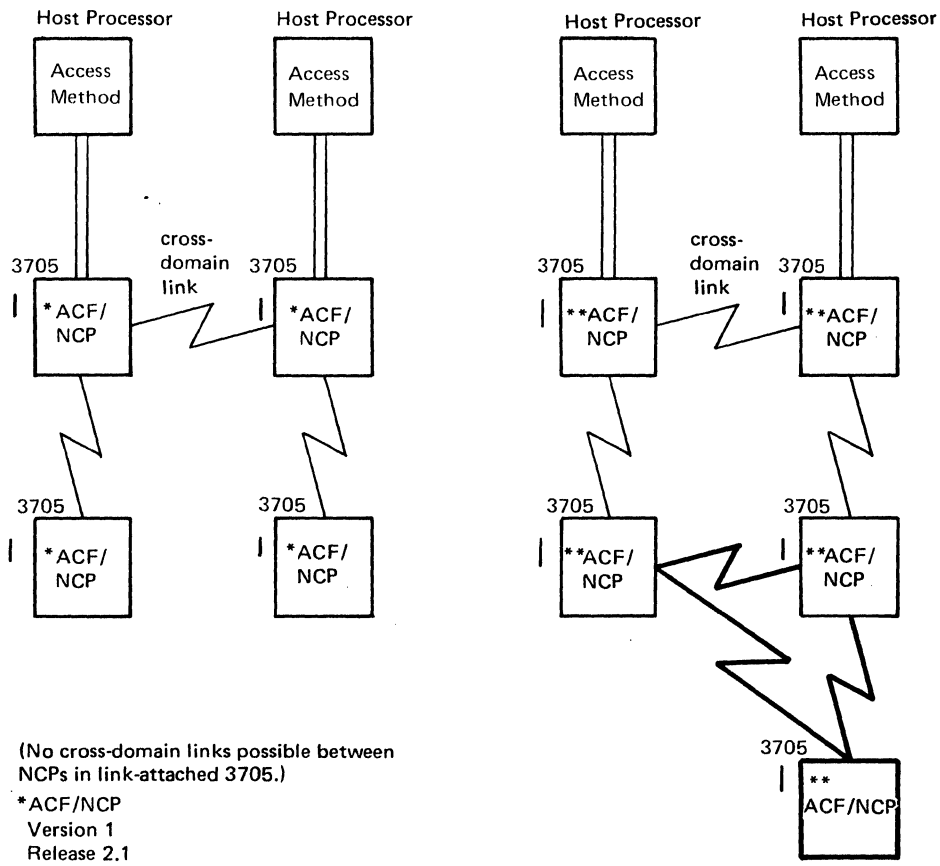 Host Processor
Host Processor
Host Processor
Host Processor
Access
Method
Access
Method
Access
Method
Access
Method
cross-
domain
link
cross-
domain
link
3705
3705
3705
3705
*ACF/
NCP
*ACF/
NCP
**ACF/
NCP
**ACF/
NCP
3705
3705
3705
3705
*ACF/
NCP
*ACF/
NCP
**ACF/
NCP
**ACF/
NCP
(No cross-domain links possible between
NCPs in link-attached 3705.)
*ACF/NCP
Version 1
Release 2.1
3705
**
ACF/NCP